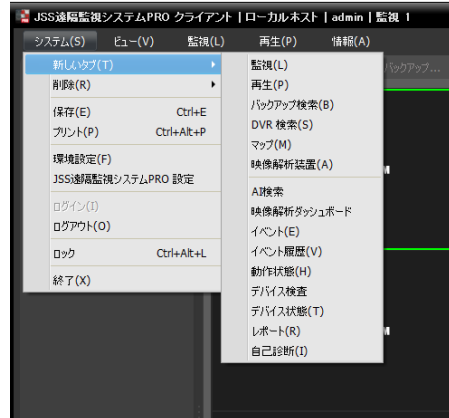 JSS遠隔監視システムPRO クライアント | ローカルホスト | admin | 監視 1
システム(S) ビュー(V) 監視(L) 再生(P) 情報(A)
新しいタブ(T)
削除(R)
保存(E) Ctrl+E
プリント(P) Ctrl+Alt+P
環境設定(F)
JSS遠隔監視システムPRO 設定
ログイン(I)
ログアウト(O)
ロック Ctrl+Alt+L
終了(X)
監視(L)
再生(P)
バックアップ検索(B)
DVR 検索(S)
マップ(M)
映像解析装置(A)
AI検索
映像解析ダッシュボード
イベント(E)
イベント履歴(V)
動作状態(H)
デバイス検査
デバイス状態(T)
レポート(R)
自己診断(I)
バックアップ...
M
M